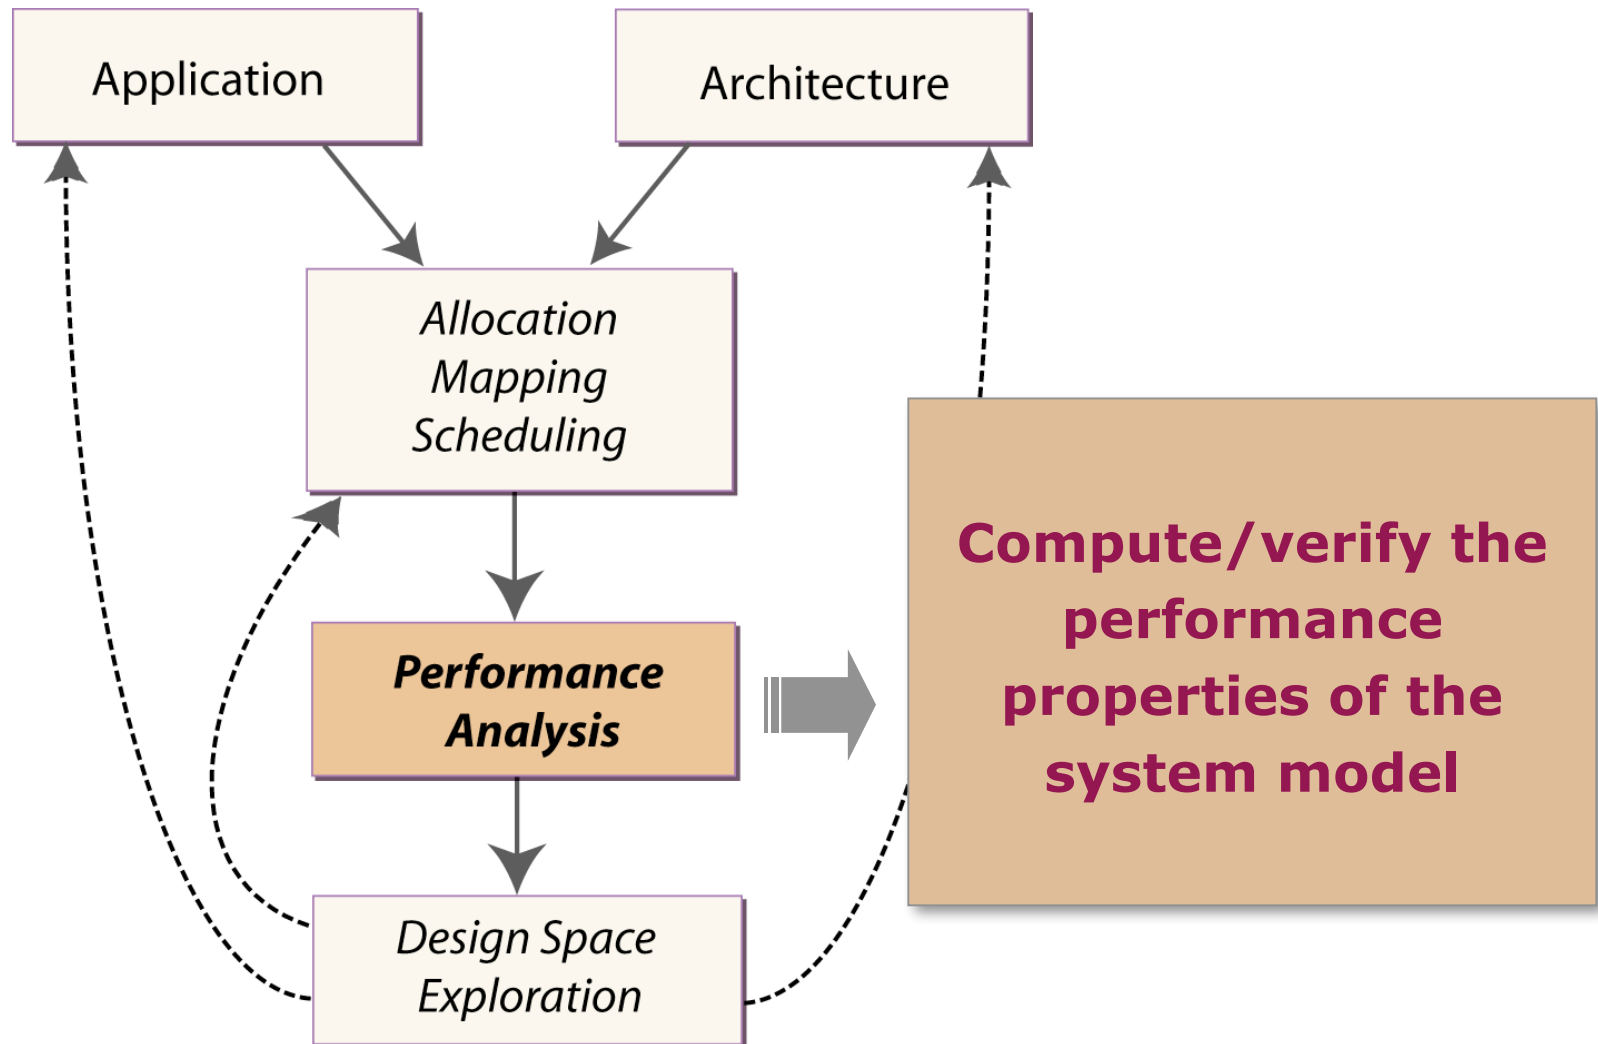 Application
Architecture
Allocation
Mapping
Scheduling
Performance
Analysis
Compute/verify the
performance
properties of the
system model
Design Space
Exploration